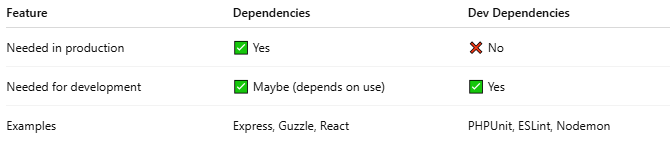 Feature Dependencies Dev Dependencies
Needed in production ✅ Yes ❌ No
Needed for development ✅ Maybe (depends on use) ✅ Yes
Examples Express, Guzzle, React PHPUnit, ESLint, Nodemon